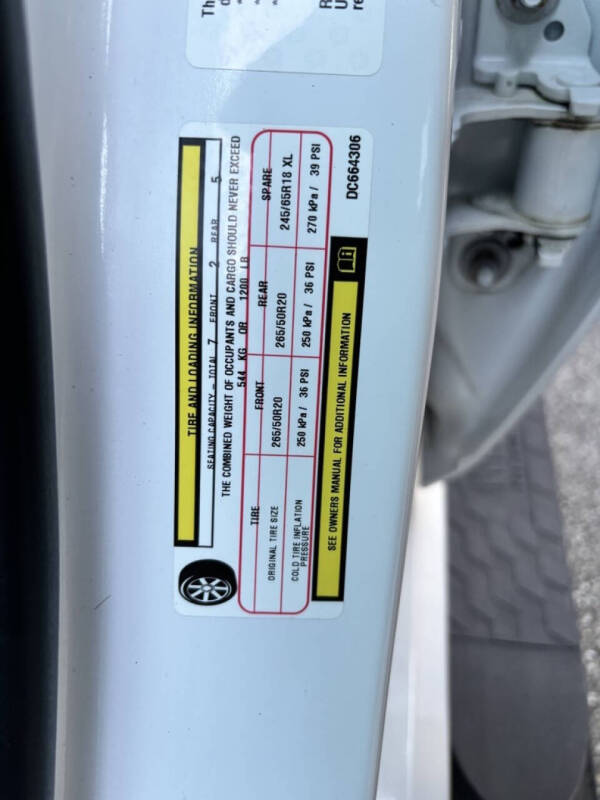 TIRE AND LOADING INFORMATION
SEATING CAPACITY – TOTAL 7 FRONT 2 REAR 5
THE COMBINED WEIGHT OF OCCUPANTS AND CARGO SHOULD NEVER EXCEED
544 KG OR 1200 LB
TIRE FRONT REAR SPARE
ORIGINAL TIRE SIZE 265/50R20 265/50R20 245/65R18 XL
COLD TIRE INFLATION PRESSURE 250 kPa / 36 PSI 250 kPa / 36 PSI 270 kPa / 39 PSI
SEE OWNERS MANUAL FOR ADDITIONAL INFORMATION
DC664306